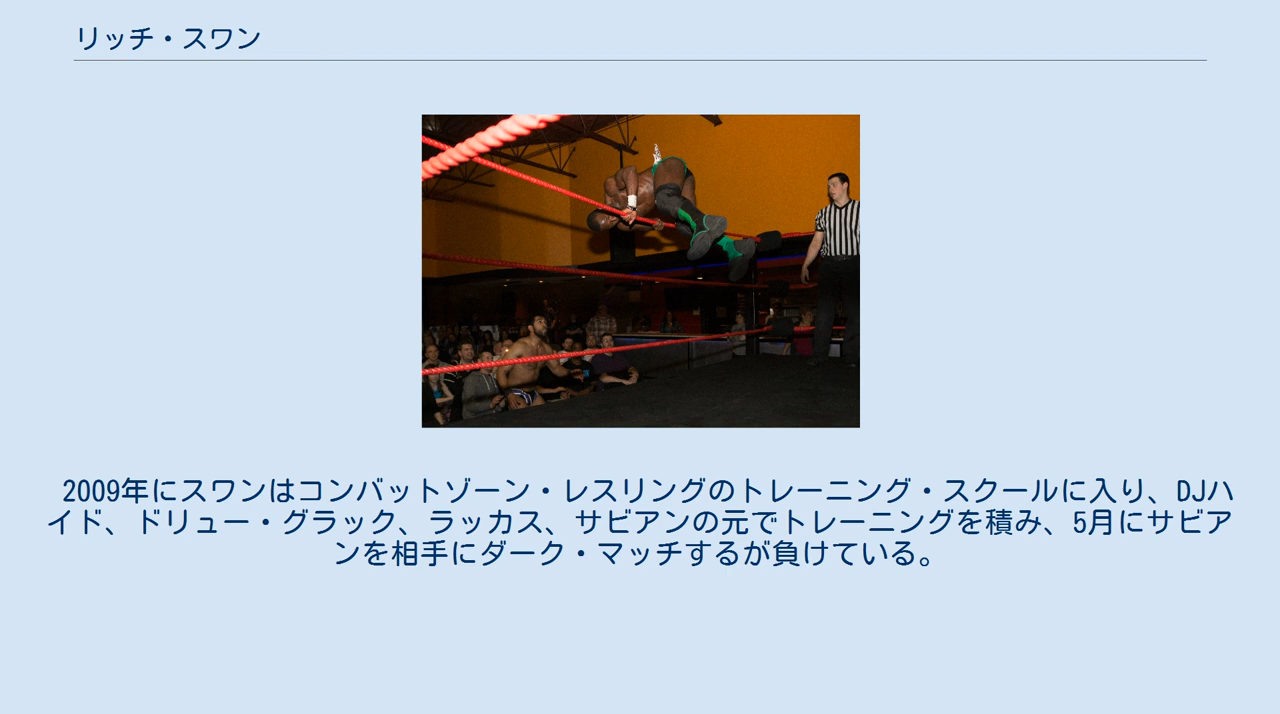 リッチ・スワン
2009年にスワンはコンバットゾーン・レスリングのトレーニング・スクールに入り、DJハ
イド、ドリュー・グラック、ラッカス、サビアンの元でトレーニングを積み、5月にサビア
ンを相手にダーク・マッチするが負けている。